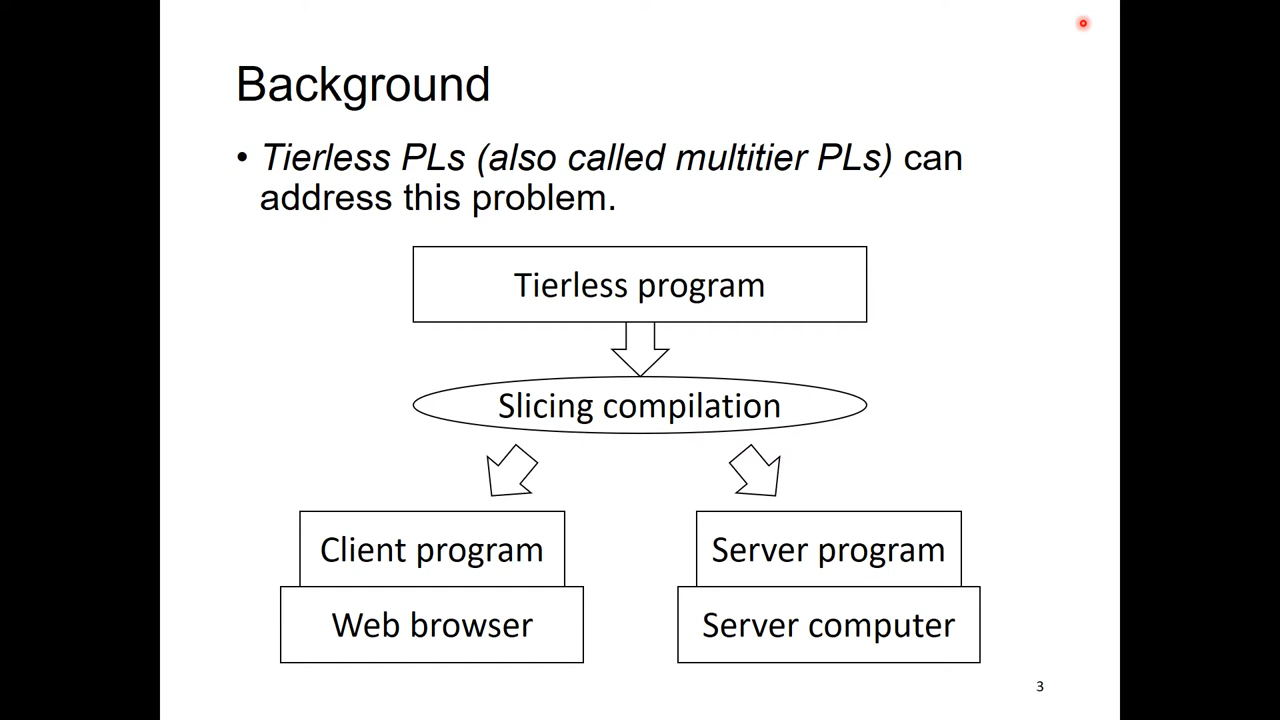 Background
• Tierless PLs (also called multitier PLs) can
address this problem.
Tierless program
Slicing compilation
Client program
Server program
Web browser
Server computer
3